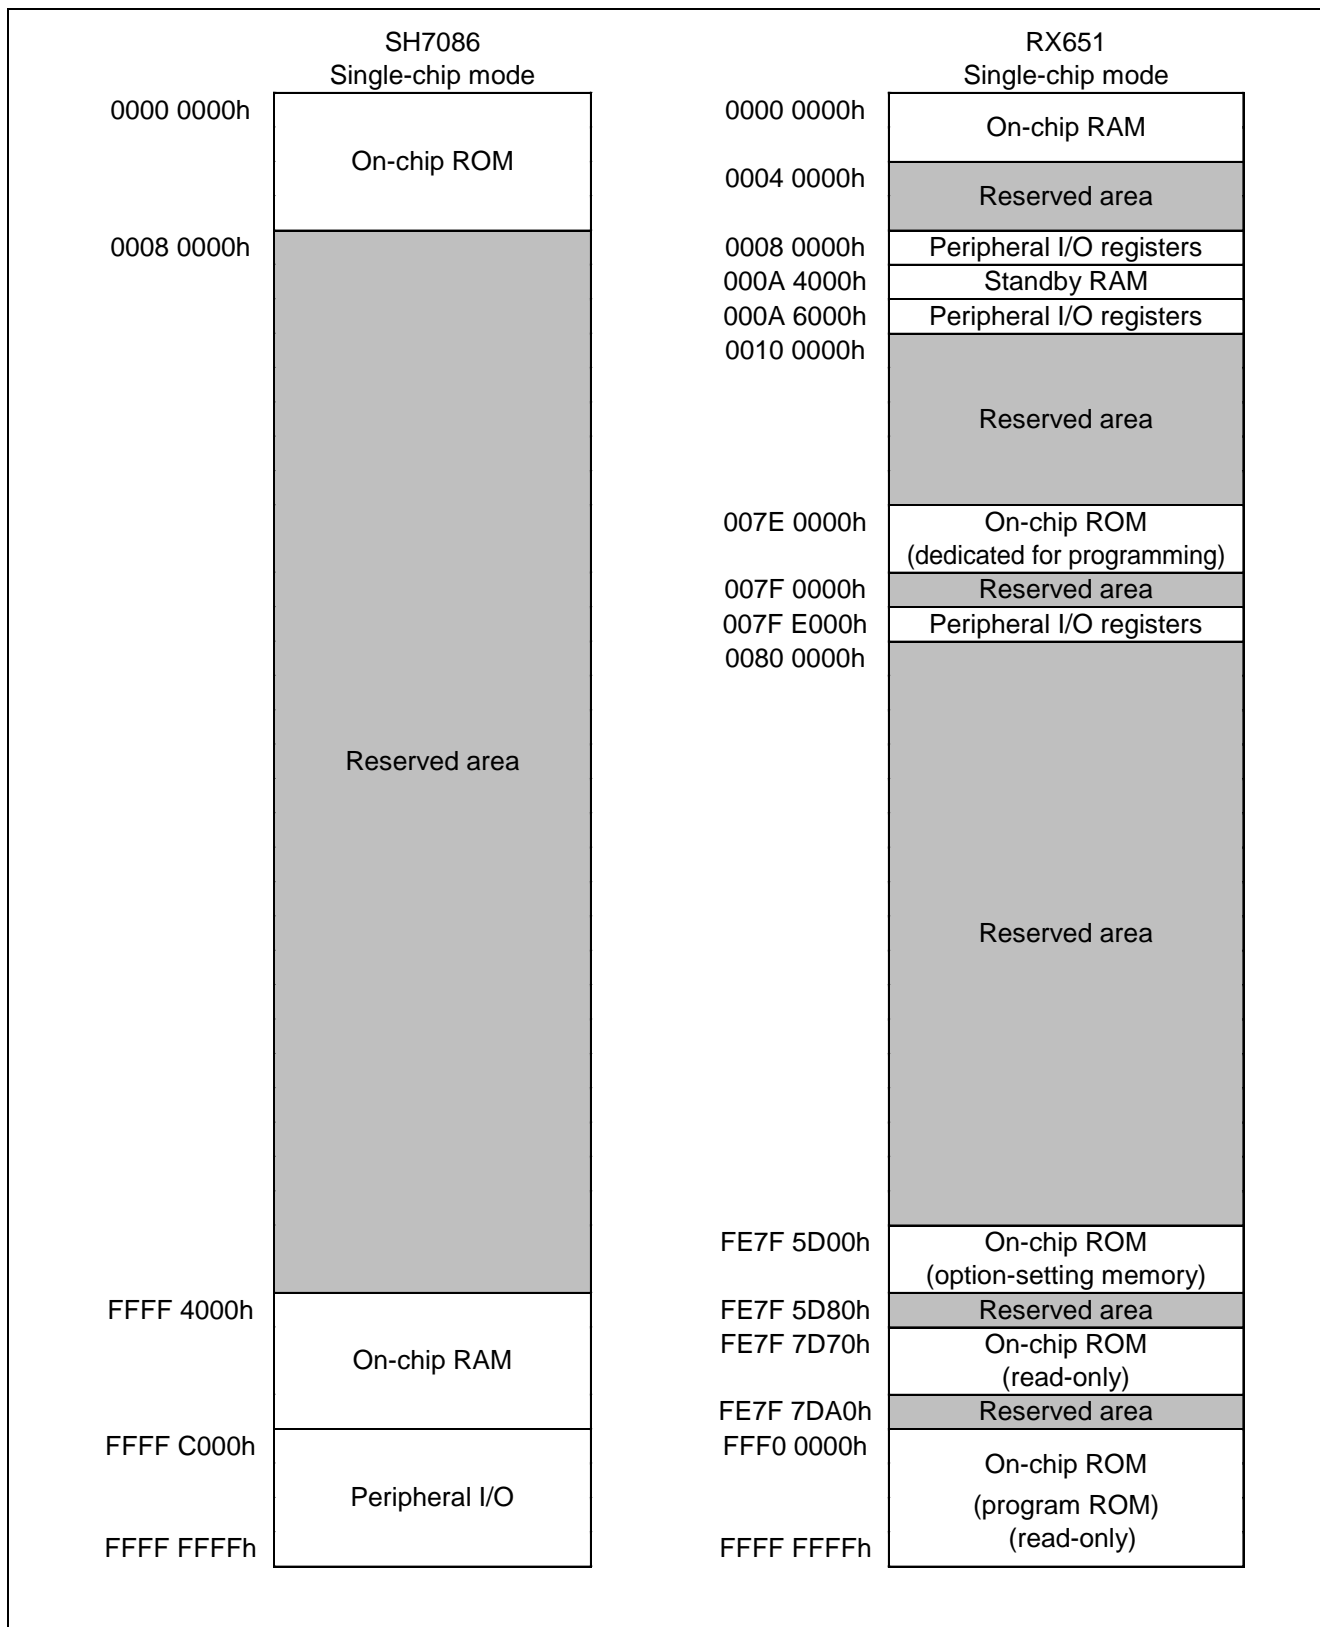 SH7086
Single-chip mode
0000 0000h
On-chip ROM
0008 0000h
Reserved area
FFFF 4000h
On-chip RAM
FFFF C000h
Peripheral I/O
FFFF FFFFh
RX651
Single-chip mode
0000 0000h
On-chip RAM
0004 0000h
Reserved area
0008 0000h
Peripheral I/O registers
000A 4000h
Standby RAM
000A 6000h
Peripheral I/O registers
0010 0000h
Reserved area
007E 0000h
On-chip ROM
(dedicated for programming)
007F 0000h
Reserved area
007F E000h
Peripheral I/O registers
0080 0000h
Reserved area
FE7F 5D00h
On-chip ROM
(option-setting memory)
FE7F 5D80h
Reserved area
FE7F 7D70h
On-chip ROM
(read-only)
FE7F 7DA0h
Reserved area
FFF0 0000h
On-chip ROM
(program ROM)
(read-only)
FFFF FFFFh